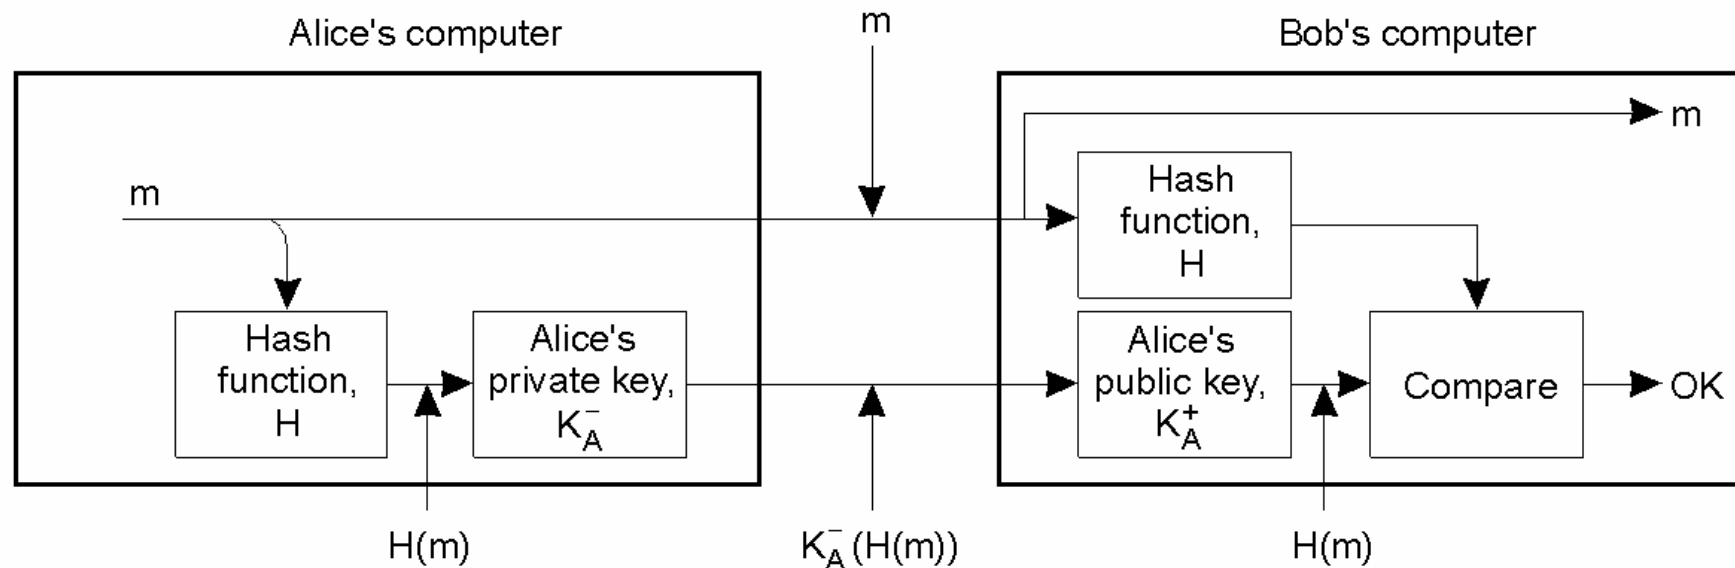 Alice's computer
m
Bob's computer
m
m
Hash
function,
H
Hash
function,
H
Alice's
private key,
K_A^-
Alice's
public key,
K_A^+
Compare
OK
H(m)
K_A^-(H(m))
H(m)